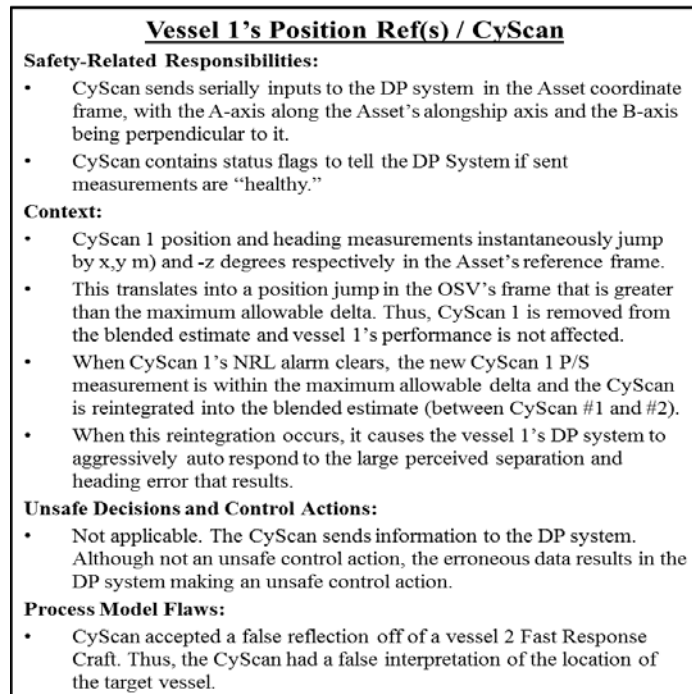 Vessel 1's Position Ref(s) / CyScan
Safety-Related Responsibilities:
• CyScan sends serially inputs to the DP system in the Asset coordinate
frame, with the A-axis along the Asset's alongship axis and the B-axis
being perpendicular to it.
• CyScan contains status flags to tell the DP System if sent
measurements are “healthy.”
Context:
• CyScan 1 position and heading measurements instantaneously jump
by x,y m) and -z degrees respectively in the Asset's reference frame.
• This translates into a position jump in the OSV's frame that is greater
than the maximum allowable delta. Thus, CyScan 1 is removed from
the blended estimate and vessel 1's performance is not affected.
• When CyScan 1's NRL alarm clears, the new CyScan 1 P/S
measurement is within the maximum allowable delta and the CyScan
is reintegrated into the blended estimate (between CyScan #1 and #2).
• When this reintegration occurs, it causes the vessel 1's DP system to
aggressively auto respond to the large perceived separation and
heading error that results.
Unsafe Decisions and Control Actions:
• Not applicable. The CyScan sends information to the DP system.
Although not an unsafe control action, the erroneous data results in the
DP system making an unsafe control action.
Process Model Flaws:
• CyScan accepted a false reflection off of a vessel 2 Fast Response
Craft. Thus, the CyScan had a false interpretation of the location of
the target vessel.